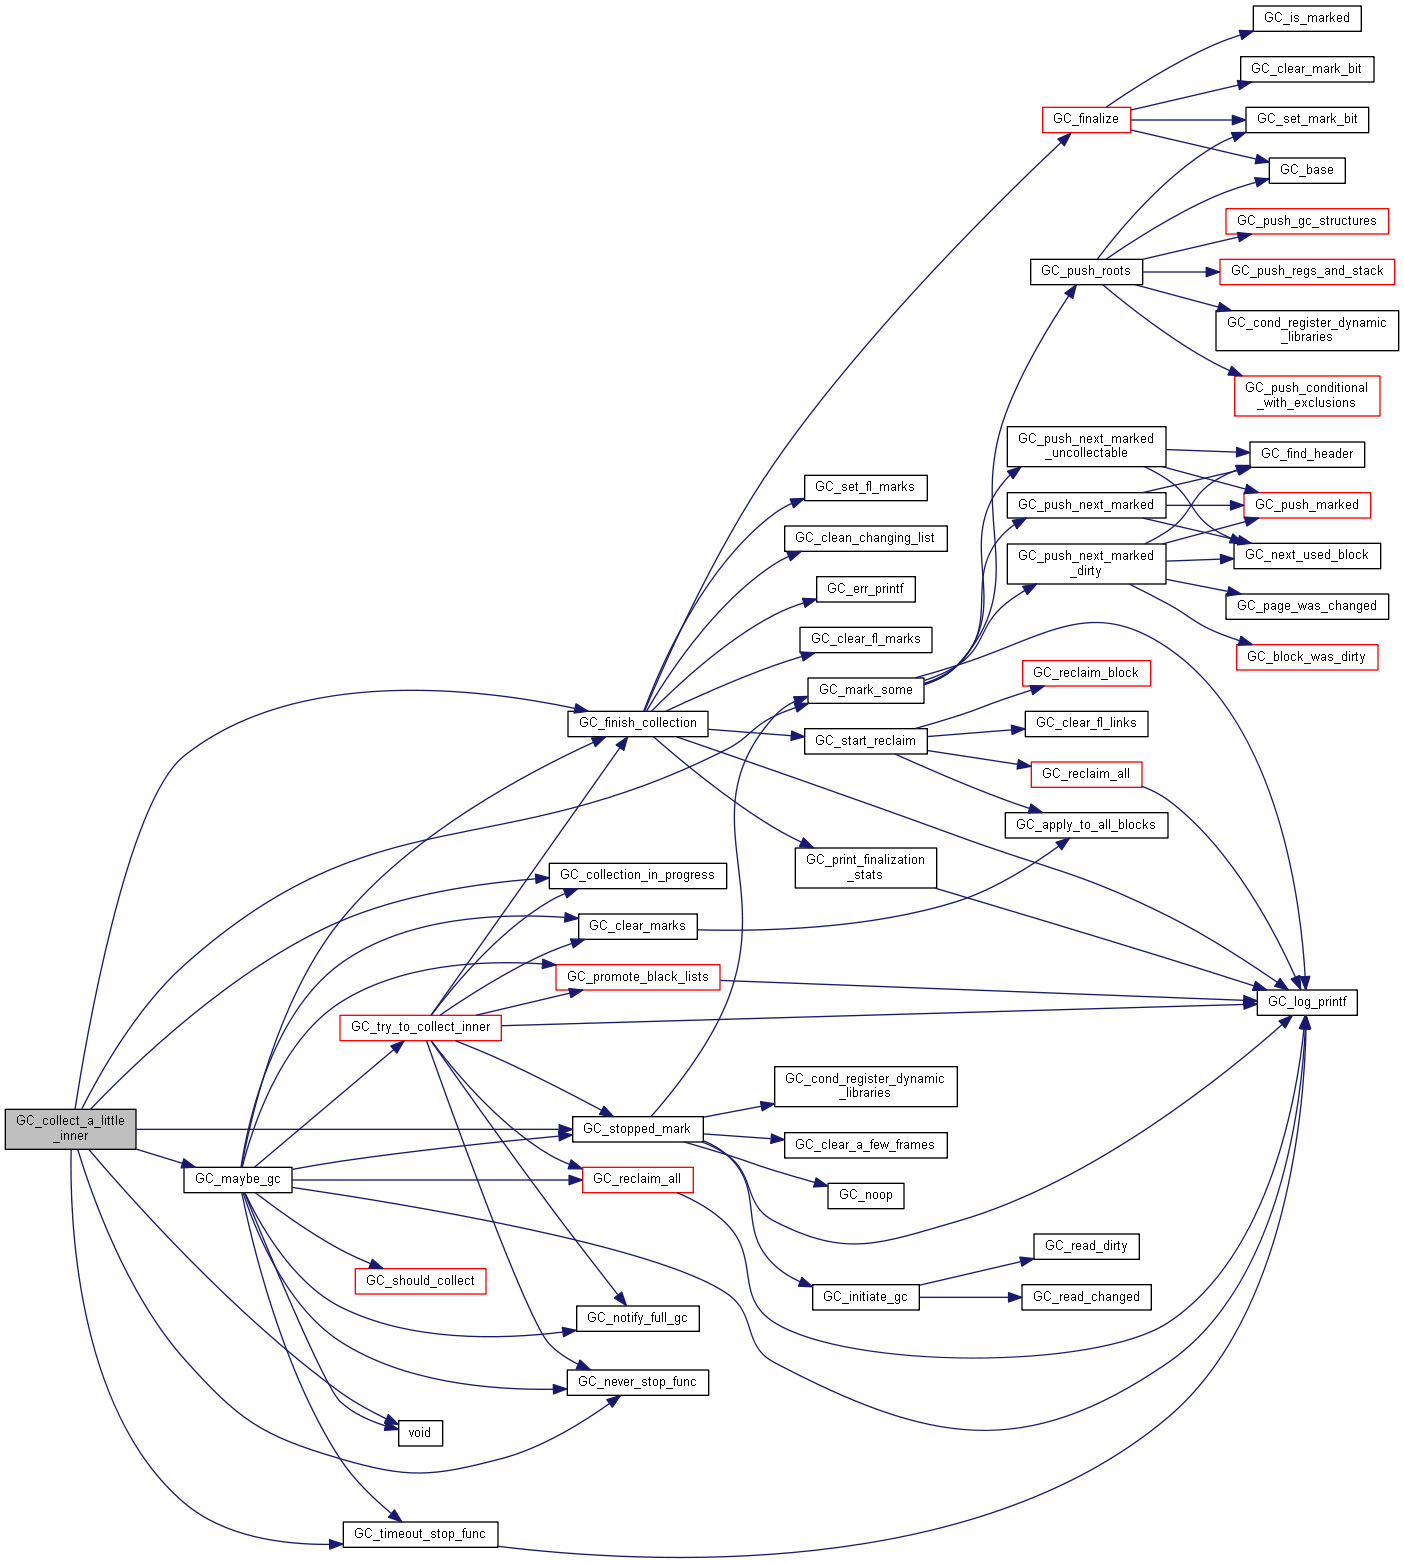 GC_is_marked
GC_clear_mark_bit
GC_finalize
GC_set_mark_bit
GC_base
GC_push_gc_structures
GC_push_roots
GC_push_regs_and_stack
GC_cond_register_dynamic
_libraries
GC_push_conditional
_with_exclusions
GC_push_next_marked
_uncollectable
GC_find_header
GC_set_fl_marks
GC_push_next_marked
GC_push_marked
GC_clean_changing_list
GC_push_next_marked
_dirty
GC_next_used_block
GC_err_printf
GC_page_was_changed
GC_clear_fl_marks
GC_block_was_dirty
GC_reclaim_block
GC_mark_some
GC_finish_collection
GC_clear_fl_links
GC_start_reclaim
GC_reclaim_all
GC_apply_to_all_blocks
GC_print_finalization
_stats
GC_collection_in_progress
GC_clear_marks
GC_promote_black_lists
GC_log_printf
GC_try_to_collect_inner
GC_cond_register_dynamic
_libraries
GC_collect_a_little
_inner
GC_stopped_mark
GC_clear_a_few_frames
GC_maybe_gc
GC_reclaim_all
GC_noop
GC_read_dirty
GC_should_collect
GC_initiate_gc
GC_read_changed
GC_notify_full_gc
GC_never_stop_func
void
GC_timeout_stop_func